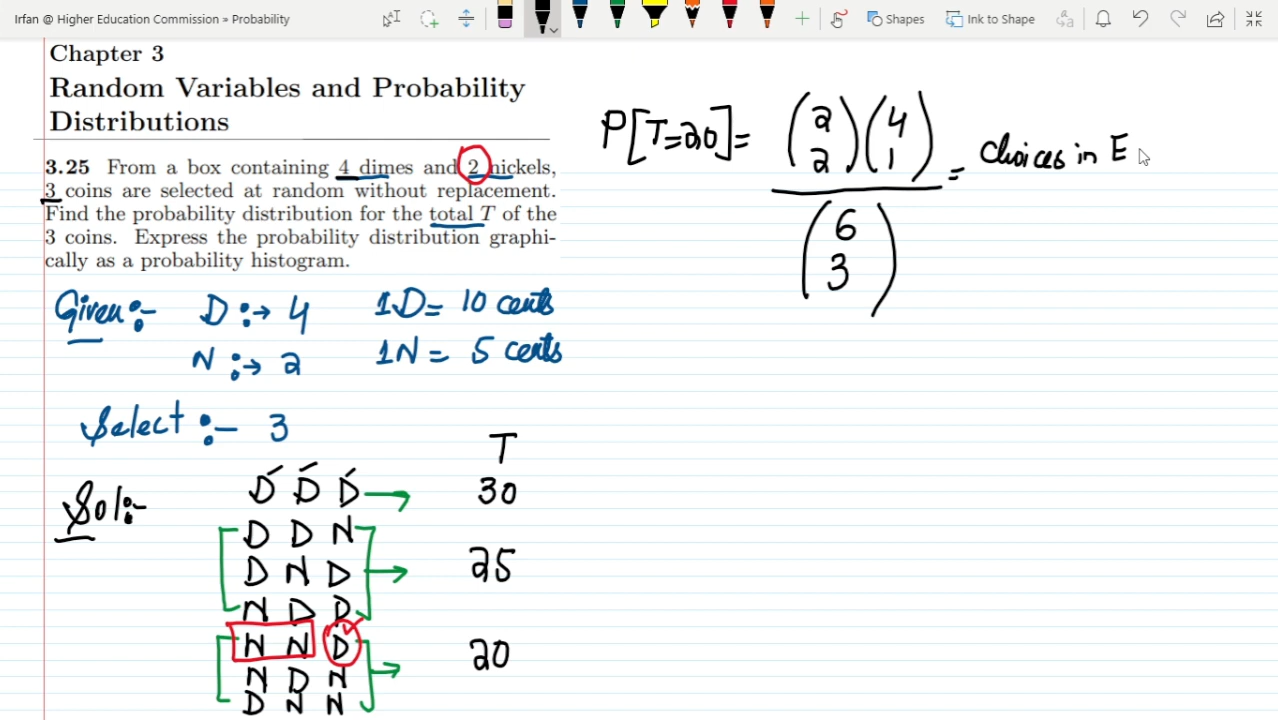 Irfan @ Higher Education Commission » Probability
Shapes
Ink to Shape
Chapter 3
Random Variables and Probability
Distributions
3.25 From a box containing 4 dimes and 2 nickels,
3 coins are selected at random without replacement.
Find the probability distribution for the total T of the
3 coins. Express the probability distribution graphi-
cally as a probability histogram.
Given:- D :→ 4 1D = 10 cents
N :→ 2 1N = 5 cents
Select :- 3
Sol:-
T
D D D → 30
D D N
D N D → 25
N D D
N N D
N D N → 20
D N N
P[T=20] = (2 2)(4 1) = Choices in E
(6 3)